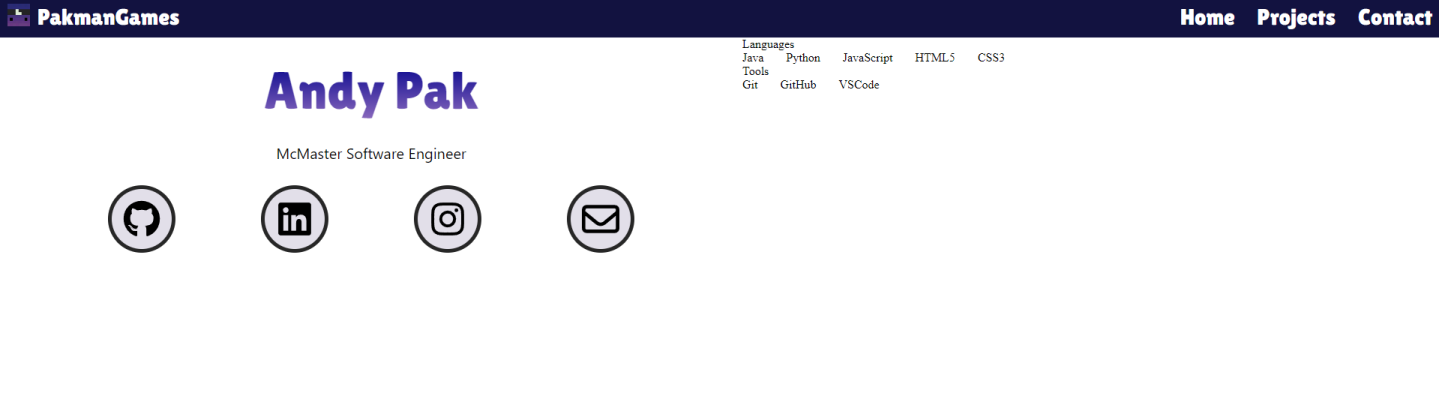 PakmanGames Home Projects Contact
Andy Pak
McMaster Software Engineer
Languages
Java Python JavaScript HTML5 CSS3
Tools
Git GitHub VSCode